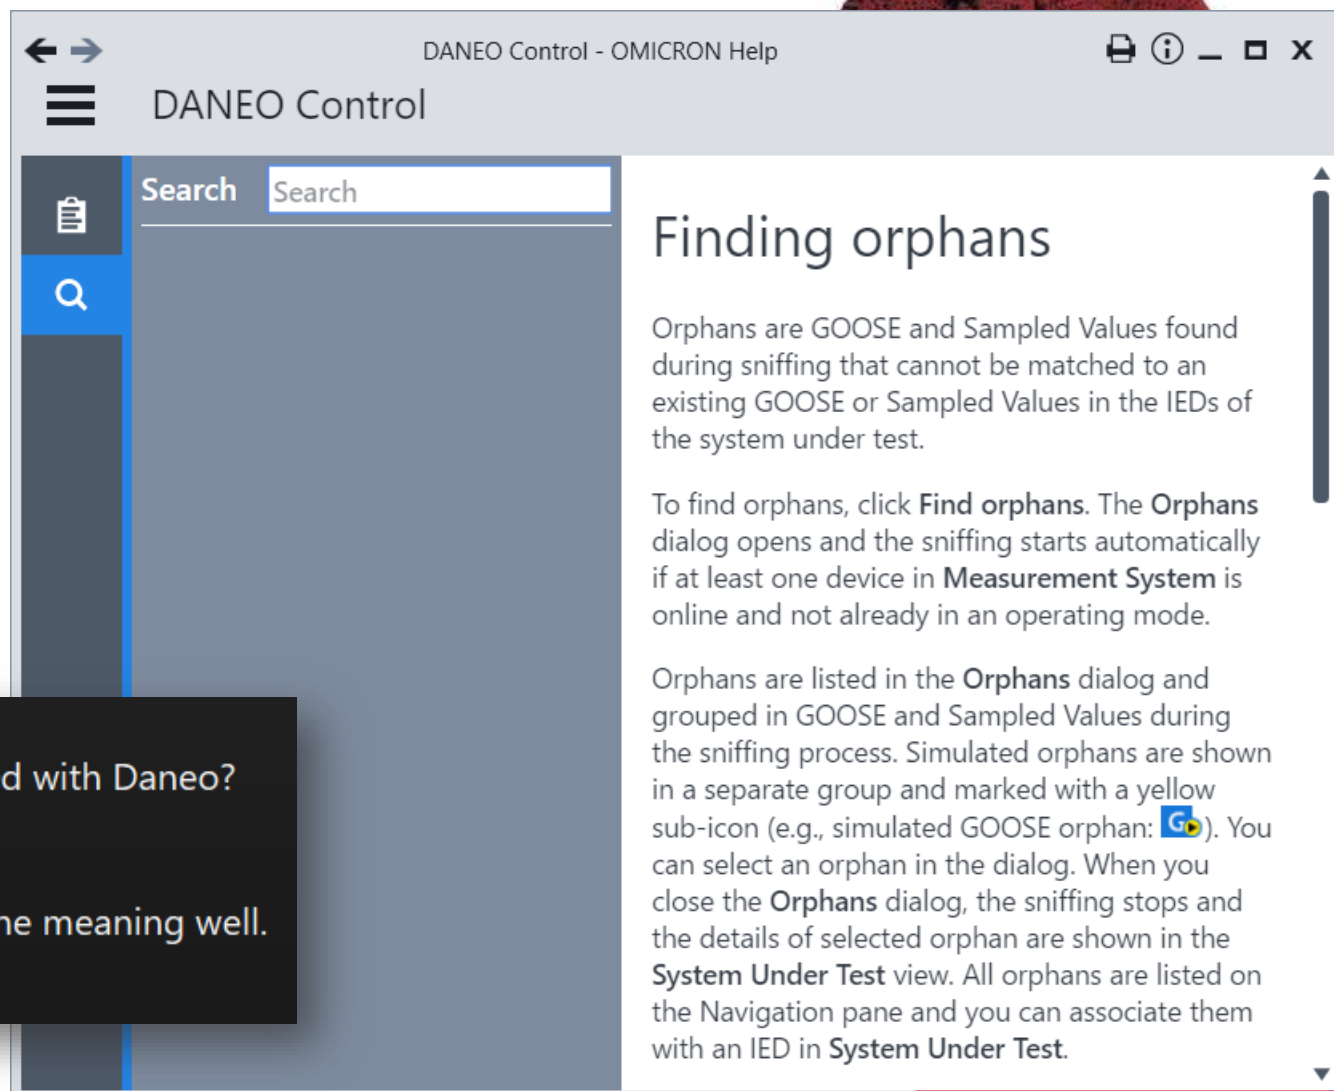 DANEO Control - OMICRON Help
DANEO Control
Search
Search
Finding orphans
Orphans are GOOSE and Sampled Values found
during sniffing that cannot be matched to an
existing GOOSE or Sampled Values in the IEDs of
the system under test.
To find orphans, click Find orphans. The Orphans
dialog opens and the sniffing starts automatically
if at least one device in Measurement System is
online and not already in an operating mode.
Orphans are listed in the Orphans dialog and
grouped in GOOSE and Sampled Values during
the sniffing process. Simulated orphans are shown
in a separate group and marked with a yellow
sub-icon (e.g., simulated GOOSE orphan: G). You
can select an orphan in the dialog. When you
close the Orphans dialog, the sniffing stops and
the details of selected orphan are shown in the
System Under Test view. All orphans are listed on
the Navigation pane and you can associate them
with an IED in System Under Test.
with Daneo?
meaning well.